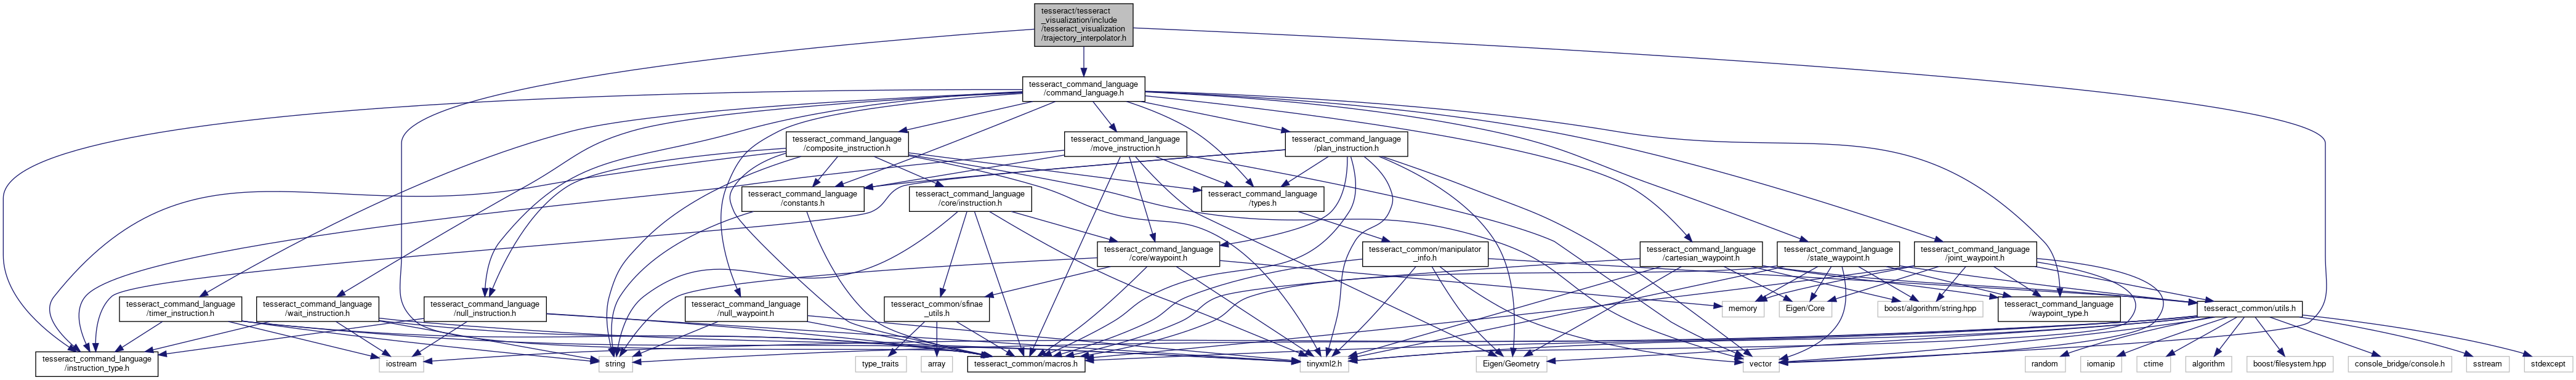 tesseract/tesseract
_visualization/include
/tesseract_visualization
/trajectory_interpolator.h
tesseract_command_language
/command_language.h
tesseract_command_language
/composite_instruction.h
tesseract_command_language
/move_instruction.h
tesseract_command_language
/plan_instruction.h
tesseract_command_language
/constants.h
tesseract_command_language
/core/instruction.h
tesseract_command_language
/types.h
tesseract_command_language
/core/waypoint.h
tesseract_common/manipulator
_info.h
tesseract_command_language
/cartesian_waypoint.h
tesseract_command_language
/state_waypoint.h
tesseract_command_language
/joint_waypoint.h
tesseract_command_language
/timer_instruction.h
tesseract_command_language
/wait_instruction.h
tesseract_command_language
/null_instruction.h
tesseract_command_language
/null_waypoint.h
tesseract_common/sfinae
_utils.h
memory
Eigen/Core
boost/algorithm/string.hpp
tesseract_command_language
/waypoint_type.h
tesseract_common/utils.h
tesseract_command_language
/instruction_type.h
iostream
string
type_traits
array
tesseract_common/macros.h
tinyxml2.h
Eigen/Geometry
vector
random
iomanip
ctime
algorithm
boost/filesystem.hpp
console_bridge/console.h
sstream
stdexcept